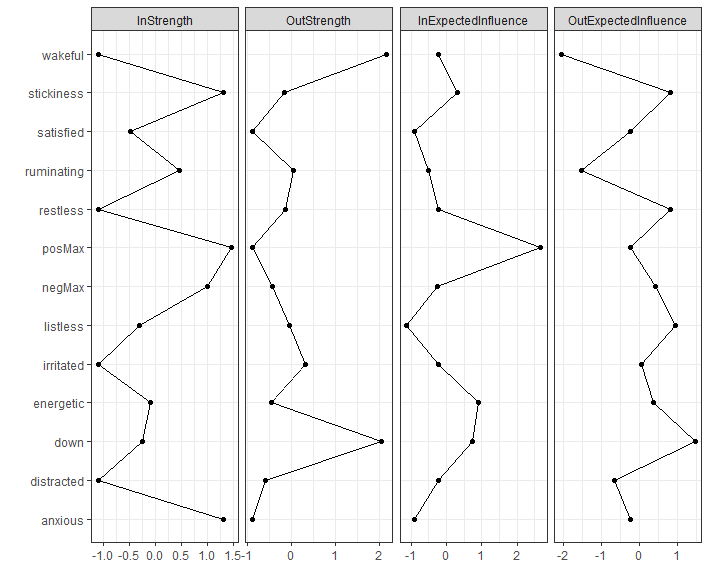 InStrength OutStrength InExpectedInfluence OutExpectedInfluence
wakeful
stickiness
satisfied
ruminating
restless
posMax
negMax
listless
irritated
energetic
down
distracted
anxious
-1.0 -0.5 0.0 0.5 1.0 1.5 -1 0 1 2 -1 0 1 2 -2 -1 0 1